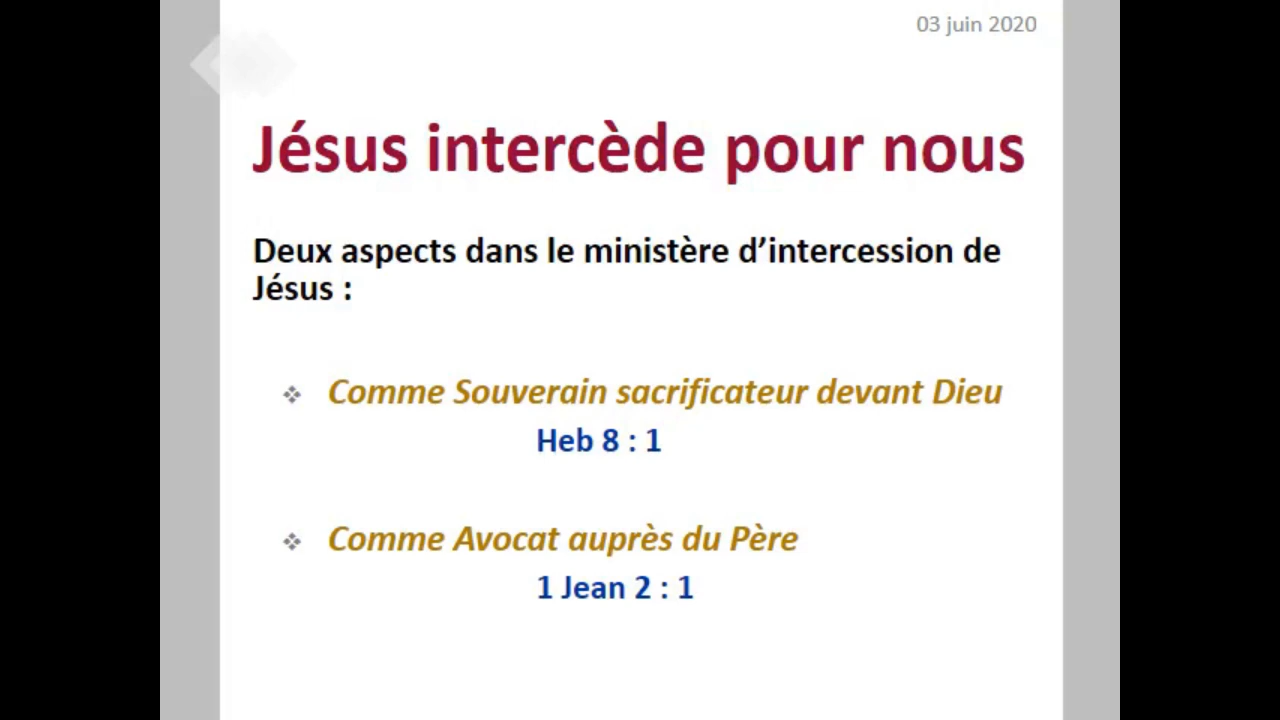 03 juin 2020
Jésus intercède pour nous
Deux aspects dans le ministère d’intercession de
Jésus :
❖ Comme Souverain sacrificateur devant Dieu
Heb 8 : 1
❖ Comme Avocat auprès du Père
1 Jean 2 : 1